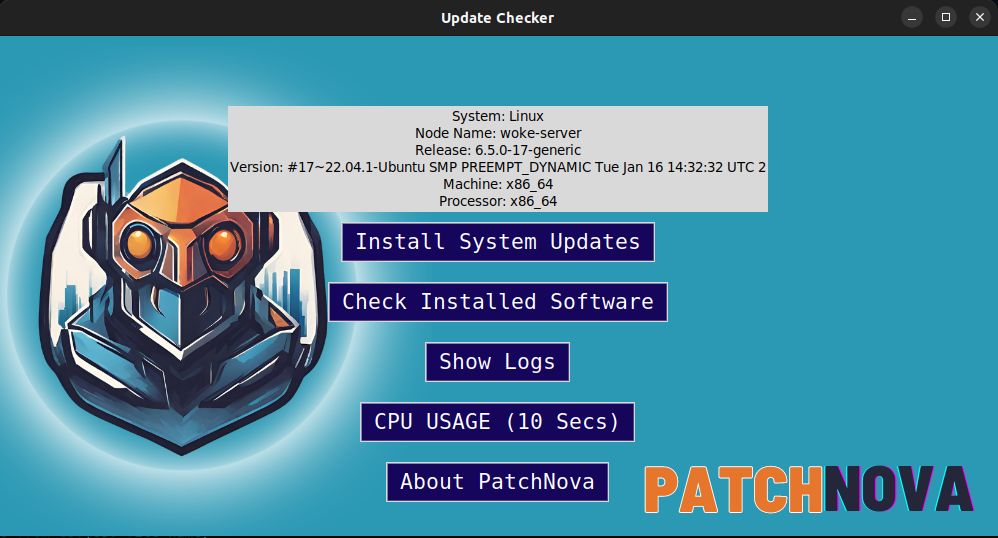 Update Checker
System: Linux
Node Name: woke-server
Release: 6.5.0-17-generic
Version: #17~22.04.1-Ubuntu SMP PREEMPT_DYNAMIC Tue Jan 16 14:32:32 UTC 2
Machine: x86_64
Processor: x86_64
Install System Updates
Check Installed Software
Show Logs
CPU USAGE (10 Secs)
About PatchNova
PATCHNOVA